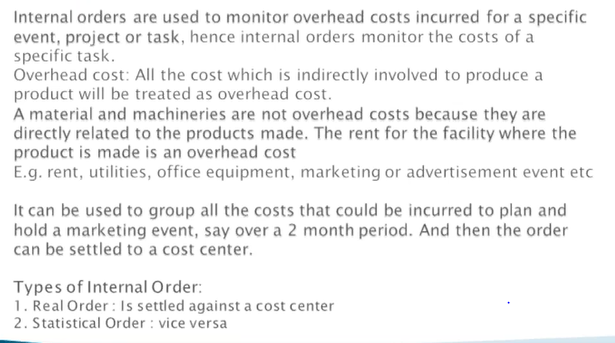 Internal orders are used to monitor overhead costs incurred for a specific
event, project or task, hence internal orders monitor the costs of a
specific task.
Overhead cost: All the cost which is indirectly involved to produce a
product will be treated as overhead cost.
A material and machineries are not overhead costs because they are
directly related to the products made. The rent for the facility where the
product is made is an overhead cost
E.g. rent, utilities, office equipment, marketing or advertisement event etc
It can be used to group all the costs that could be incurred to plan and
hold a marketing event, say over a 2 month period. And then the order
can be settled to a cost center.
Types of Internal Order:
1. Real Order : Is settled against a cost center
2. Statistical Order : vice versa